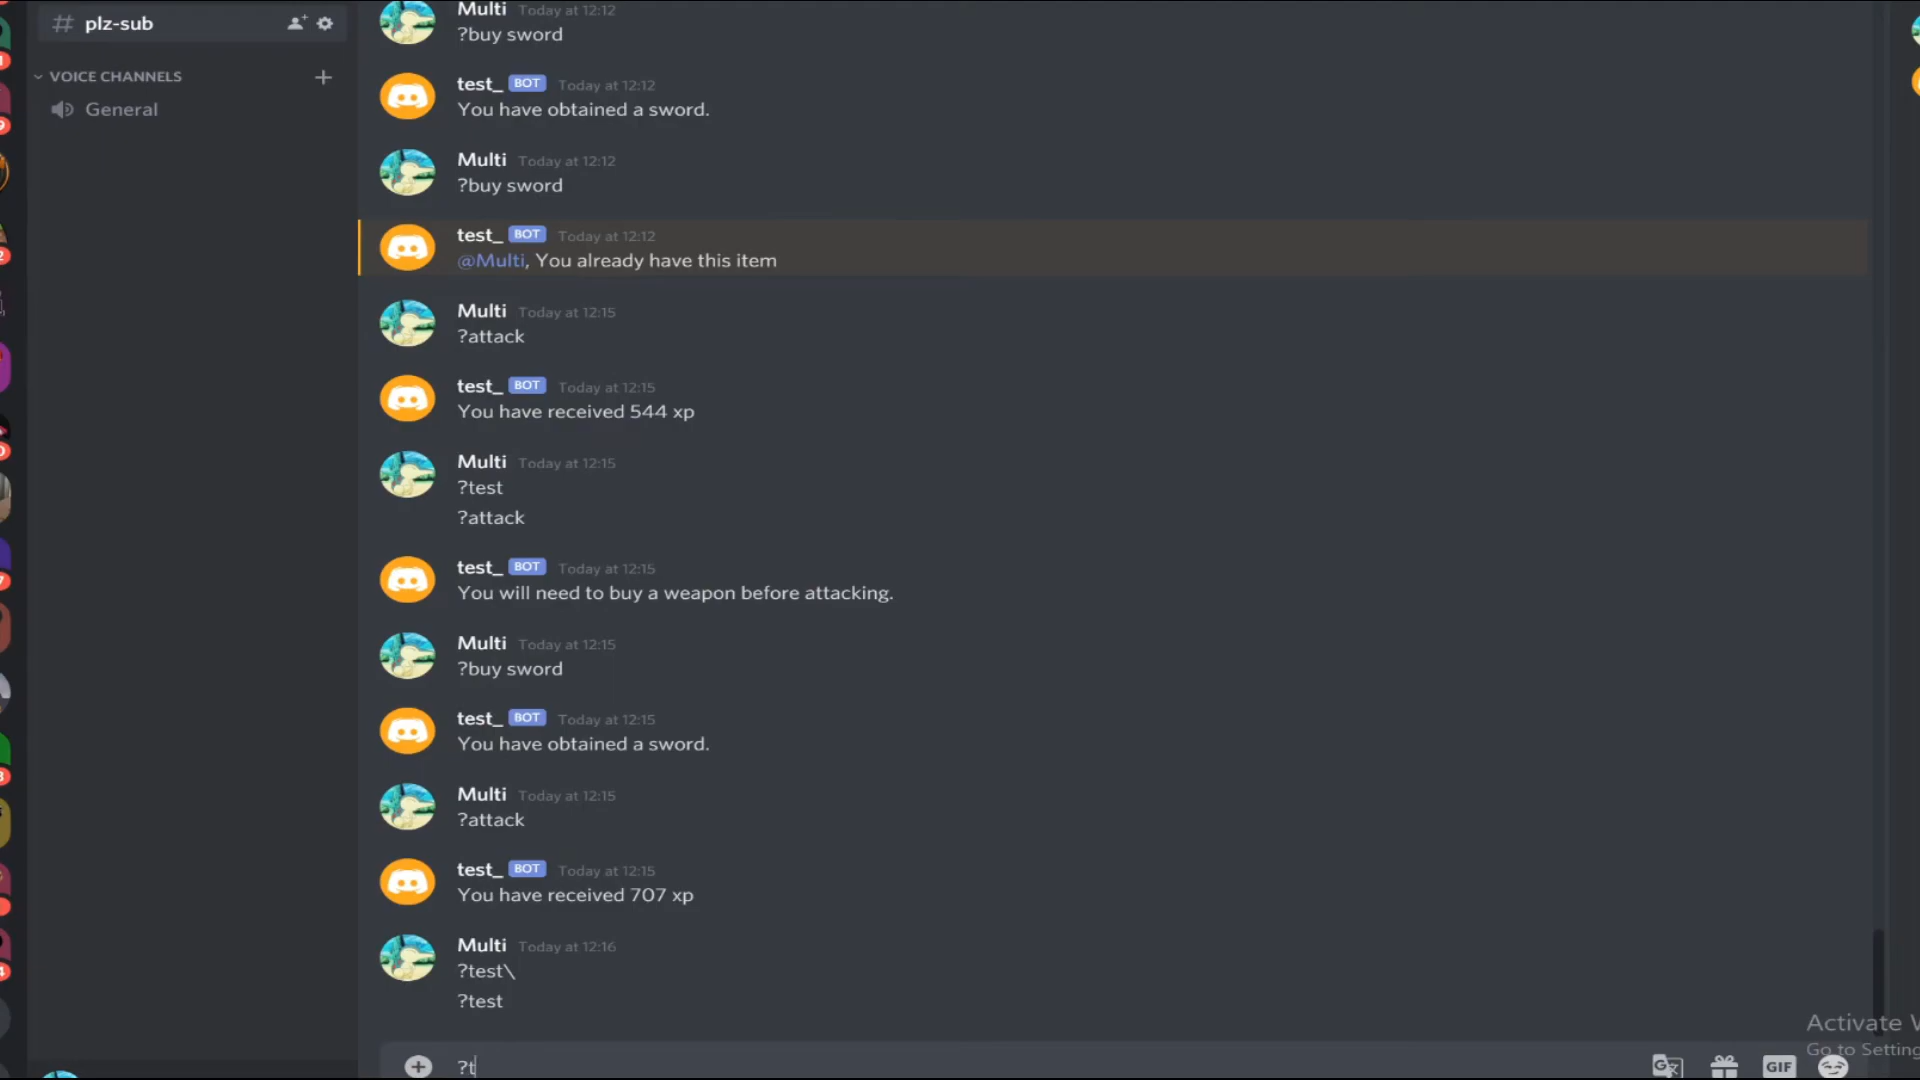 # plz-sub
VOICE CHANNELS
General
Multi Today at 12:12
?buy sword
test_ BOT Today at 12:12
You have obtained a sword.
Multi Today at 12:12
?buy sword
test_ BOT Today at 12:12
@Multi, You already have this item
Multi Today at 12:15
?attack
test_ BOT Today at 12:15
You have received 544 xp
Multi Today at 12:15
?test
?attack
test_ BOT Today at 12:15
You will need to buy a weapon before attacking.
Multi Today at 12:15
?buy sword
test_ BOT Today at 12:15
You have obtained a sword.
Multi Today at 12:15
?attack
test_ BOT Today at 12:15
You have received 707 xp
Multi Today at 12:16
?test\
?test
?t
GIF
Activate W
Go to Setting